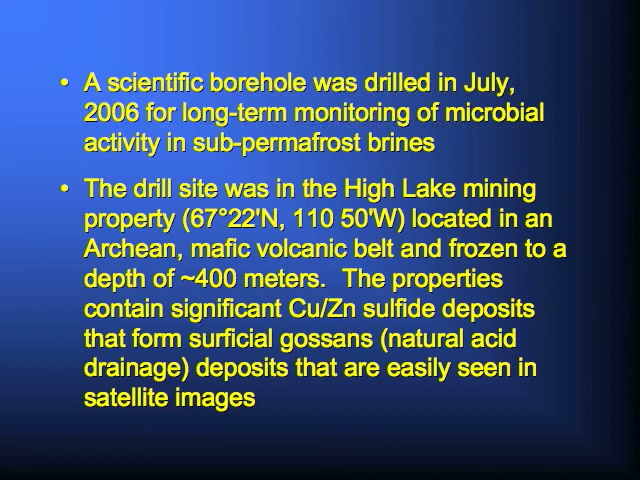 • A scientific borehole was drilled in July,
2006 for long-term monitoring of microbial
activity in sub-permafrost brines
• The drill site was in the High Lake mining
property (67°22'N, 110 50'W) located in an
Archean, mafic volcanic belt and frozen to a
depth of ~400 meters.  The properties
contain significant Cu/Zn sulfide deposits
that form surficial gossans (natural acid
drainage) deposits that are easily seen in
satellite images